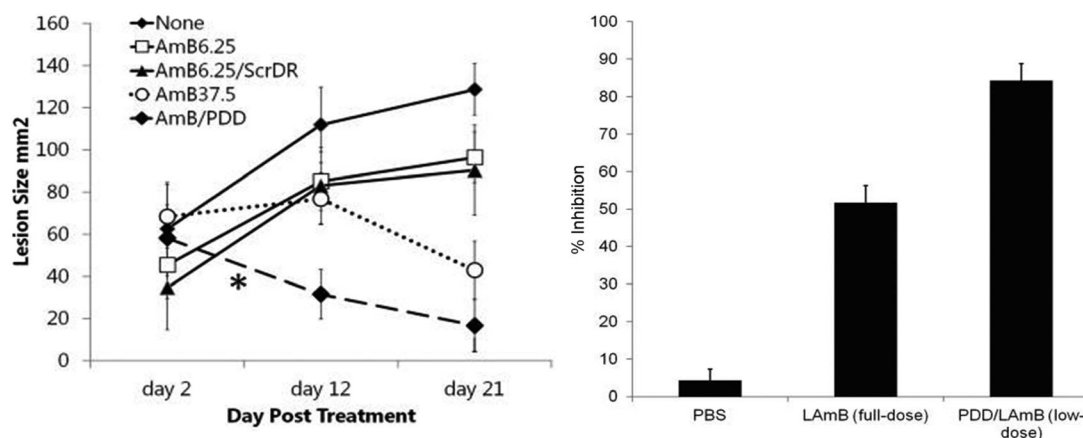 160
140
120
100
80
60
40
20
0
Lesion Size mm2
None
AmB6.25
AmB6.25/ScrDR
AmB37.5
AmB/PDD
*
day 2 day 12 day 21
Day Post Treatment
100
90
80
70
60
50
40
30
20
10
0
% Inhibition
PBS LAmB (full-dose) PDD/LAmB (low-
dose)